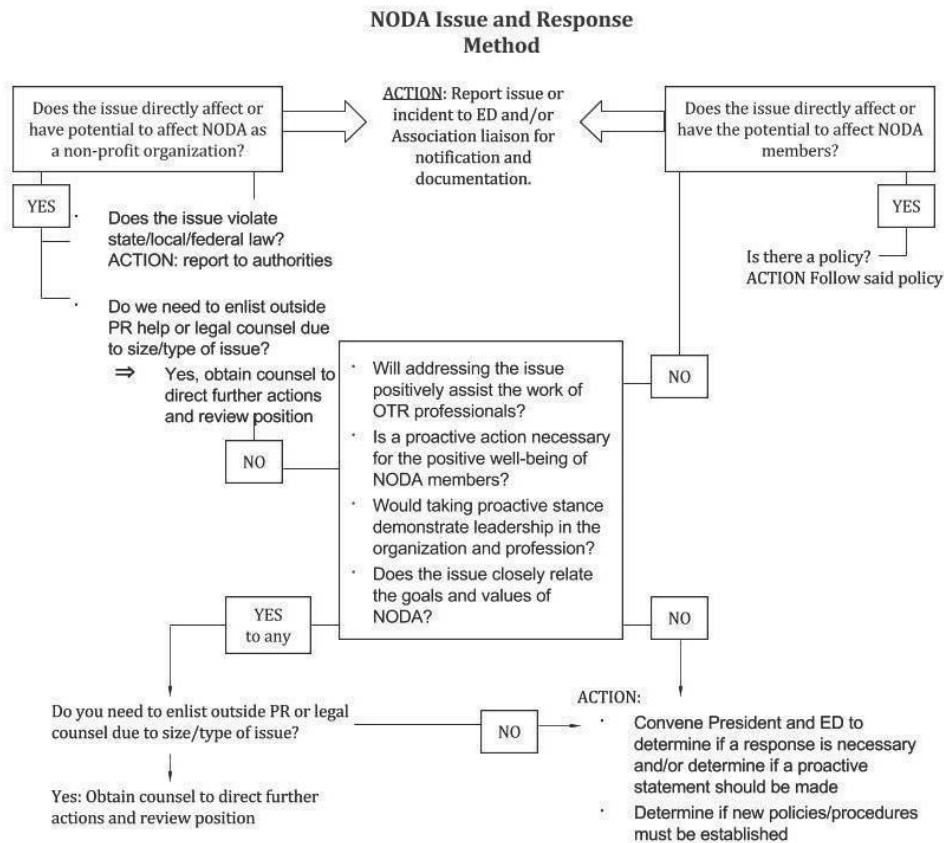 NODA Issue and Response
Method
Does the issue directly affect or
have potential to affect NODA as
a non-profit organization?
ACTION: Report issue or
incident to ED and/or
Association liaison for
notification and
documentation.
Does the issue directly affect or
have the potential to affect NODA
members?
YES
· Does the issue violate
state/local/federal law?
ACTION: report to authorities
· Do we need to enlist outside
PR help or legal counsel due
to size/type of issue?
⇒ Yes, obtain counsel to
direct further actions
and review position
NO
YES
Is there a policy?
ACTION Follow said policy
NO
· Will addressing the issue
positively assist the work of
OTR professionals?
· Is a proactive action necessary
for the positive well-being of
NODA members?
· Would taking proactive stance
demonstrate leadership in the
organization and profession?
· Does the issue closely relate
the goals and values of
NODA?
YES
to any
NO
Do you need to enlist outside PR or legal
counsel due to size/type of issue?
NO
Yes: Obtain counsel to direct further
actions and review position
ACTION:
· Convene President and ED to
determine if a response is necessary
and/or determine if a proactive
statement should be made
· Determine if new policies/procedures
must be established